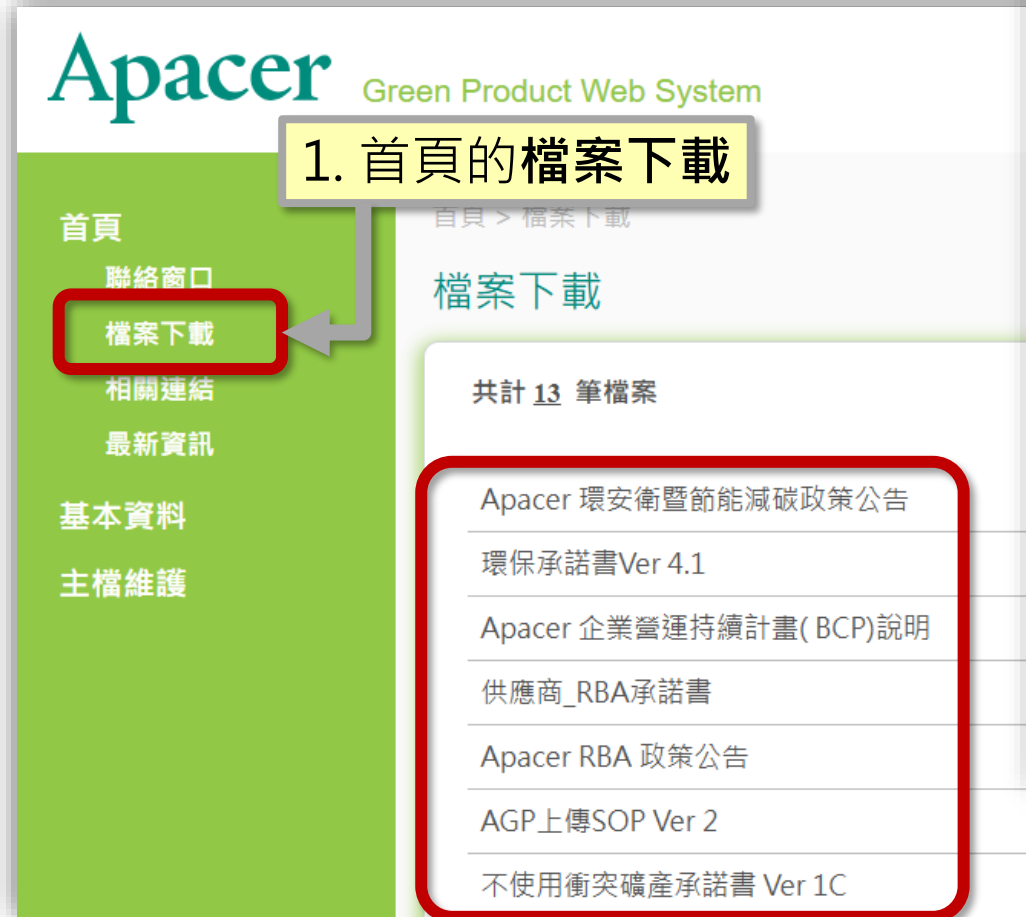 Apacer Green Product Web System
1. 首頁的檔案下載
首頁
聯絡窗口
檔案下載
相關連結
最新資訊
基本資料
主檔維護
首頁 > 檔案下載
檔案下載
共計 13 筆檔案
Apacer 環安衛暨節能減碳政策公告
環保承諾書Ver 4.1
Apacer 企業營運持續計畫( BCP)說明
供應商_RBA承諾書
Apacer RBA 政策公告
AGP上傳SOP Ver 2
不使用衝突礦產承諾書 Ver 1C